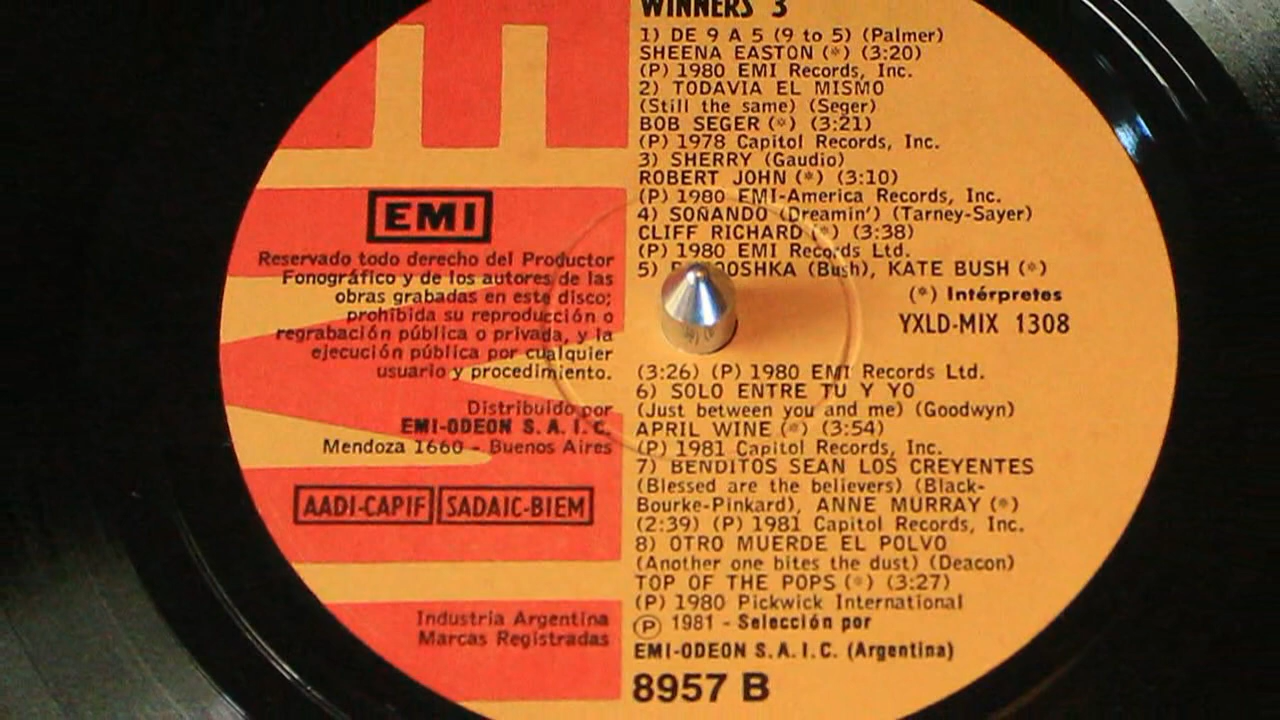 EMI
Reservado todo derecho del Productor
Fonográfico y de los autores de las
obras grabadas en este disco;
prohibida su reproducción o
regrabación pública o privada, y la
ejecución pública por cualquier
usuario y procedimiento.
Distribuído por
EMI-ODEON S. A. I. C.
Mendoza 1660 - Buenos Aires
AADI-CAPIF SADAIC-BIEM
Industria Argentina
Marcas Registradas
WINNERS 3
1) DE 9 A 5 (9 to 5) (Palmer)
SHEENA EASTON (*) (3:20)
(P) 1980 EMI Records, Inc.
2) TODAVIA EL MISMO
(Still the same) (Seger)
BOB SEGER (*) (3:21)
(P) 1978 Capitol Records, Inc.
3) SHERRY (Gaudio)
ROBERT JOHN (*) (3:10)
(P) 1980 EMI-America Records, Inc.
4) SOÑANDO (Dreamin') (Tarney-Sayer)
CLIFF RICHARD (*) (3:38)
(P) 1980 EMI Records Ltd.
5) (Bush), KATE BUSH (*)
(*) Intérpretes
YXLD-MIX 1308
(3:26) (P) 1980 EMI Records Ltd.
6) SOLO ENTRE TU Y YO
(Just between you and me) (Goodwyn)
APRIL WINE (*) (3:54)
(P) 1981 Capitol Records, Inc.
7) BENDITOS SEAN LOS CREYENTES
(Blessed are the believers) (Black-
Bourke-Pinkard), ANNE MURRAY (*)
(2:39) (P) 1981 Capitol Records, Inc.
8) OTRO MUERDE EL POLVO
(Another one bites the dust) (Deacon)
TOP OF THE POPS (*) (3:27)
(P) 1980 Pickwick International
Ⓟ 1981 - Selección por
EMI-ODEON S. A. I. C. (Argentina)
8957 B